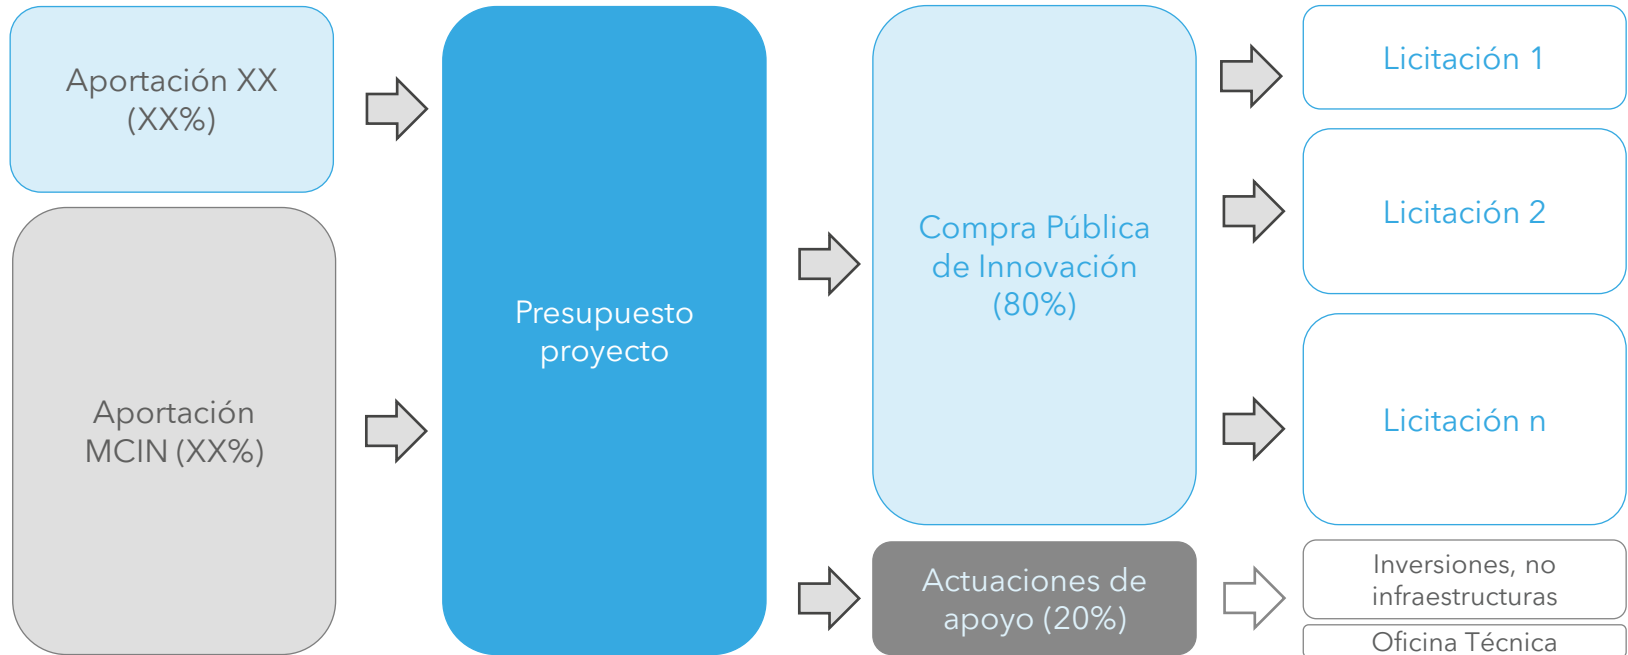 Aportación XX
(XX%)
Aportación
MCIN (XX%)
Presupuesto
proyecto
Compra Pública
de Innovación
(80%)
Actuaciones de
apoyo (20%)
Licitación 1
Licitación 2
Licitación n
Inversiones, no
infraestructuras
Oficina Técnica